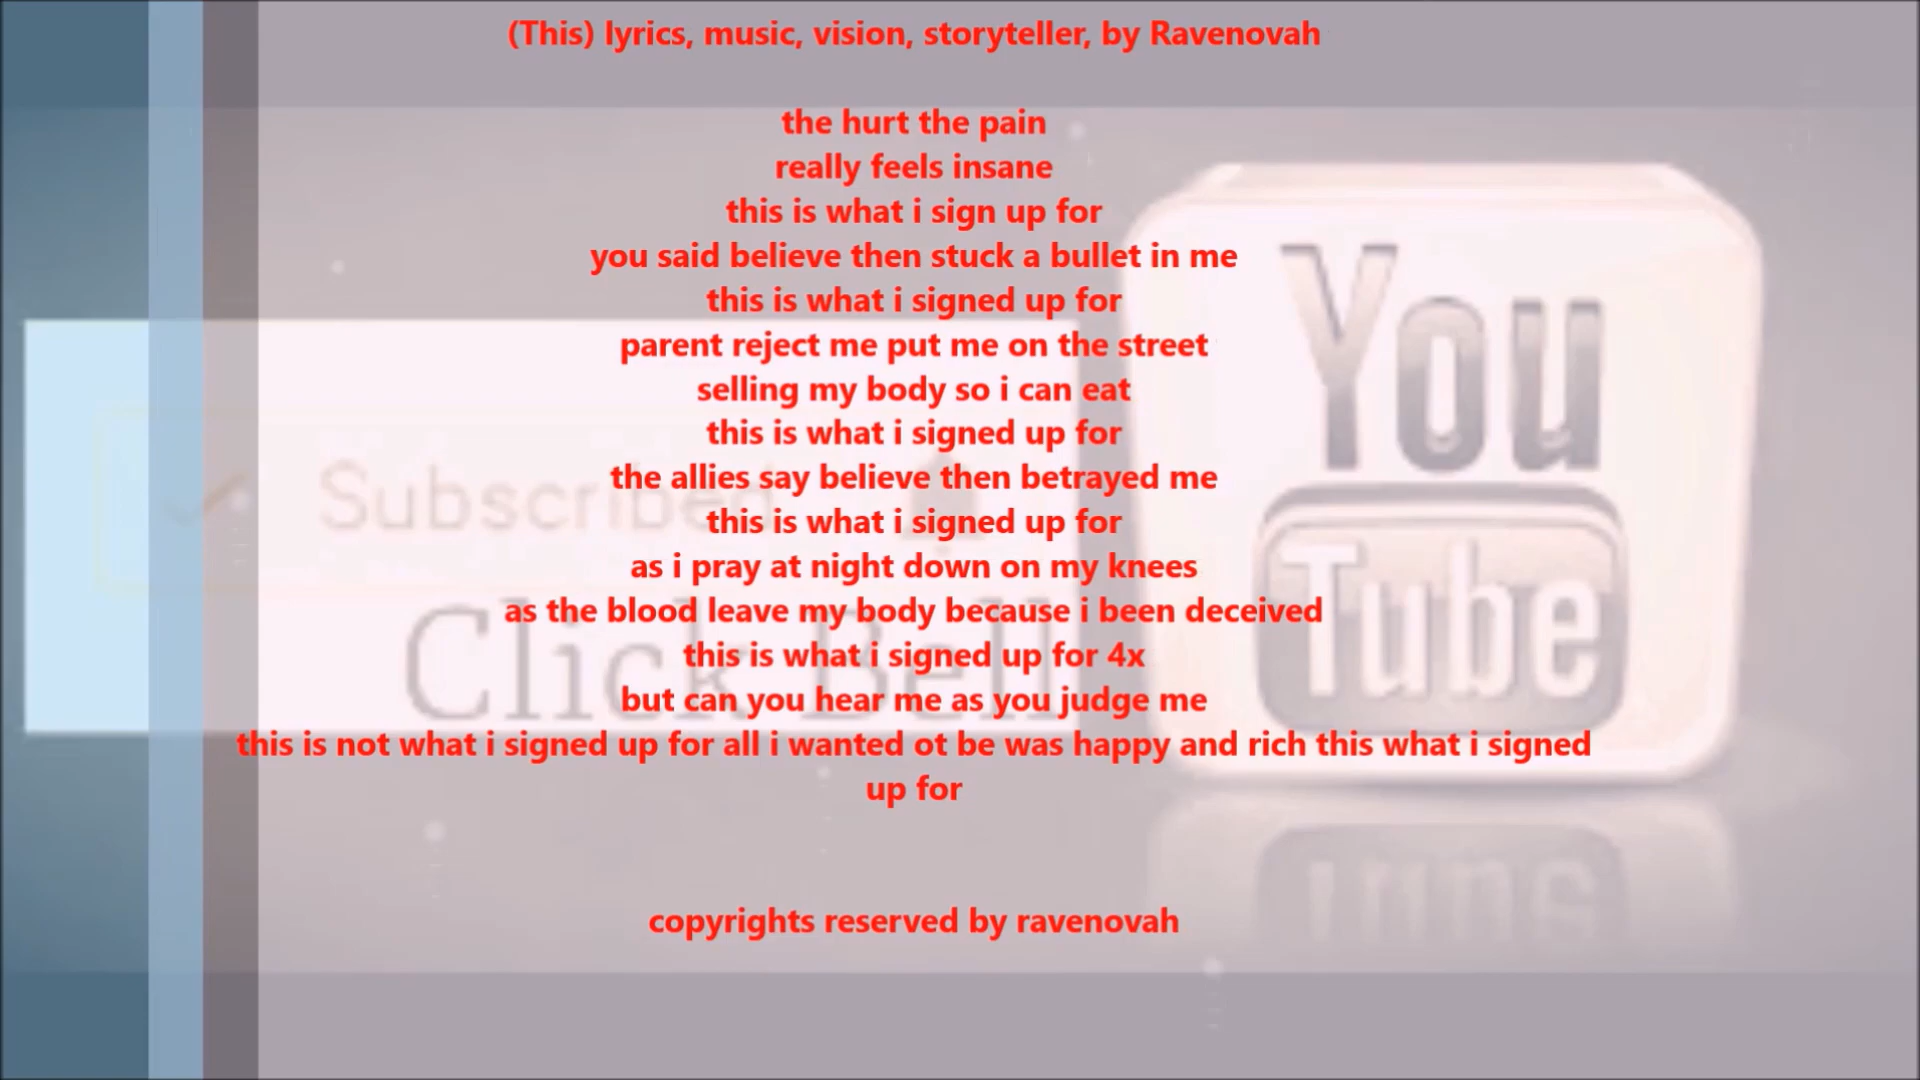 (This) lyrics, music, vision, storyteller, by Ravenovah
the hurt the pain
really feels insane
this is what i sign up for
you said believe then stuck a bullet in me
this is what i signed up for
parent reject me put me on the street
selling my body so i can eat
this is what i signed up for
the allies say believe then betrayed me
this is what i signed up for
as i pray at night down on my knees
as the blood leave my body because i been deceived
this is what i signed up for 4x
but can you hear me as you judge me
this is not what i signed up for all i wanted ot be was happy and rich this what i signed
up for
copyrights reserved by ravenovah
Subscribed
Click Bell
You
Tube